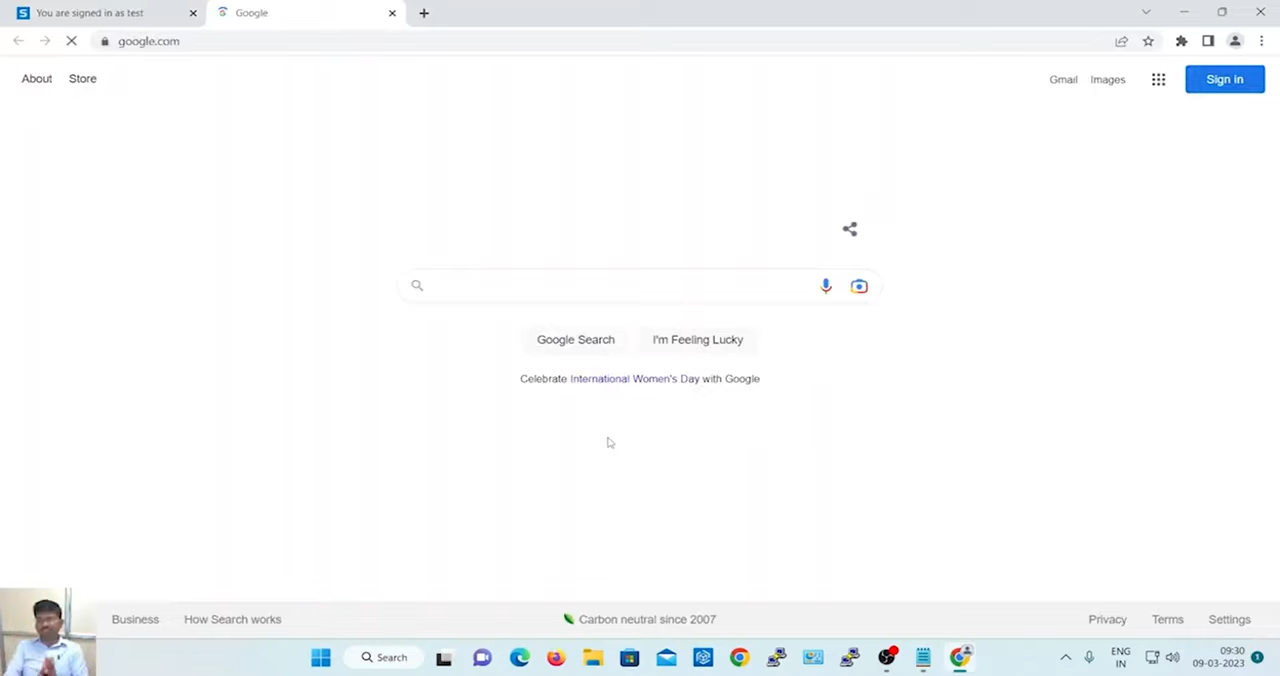 You are signed in as test
Google
google.com
About Store
Gmail Images Sign in
Google Search I'm Feeling Lucky
Celebrate International Women's Day with Google
Business How Search works
Carbon neutral since 2007
Privacy Terms Settings
Search
ENG
IN
09:30
09-03-2023
1